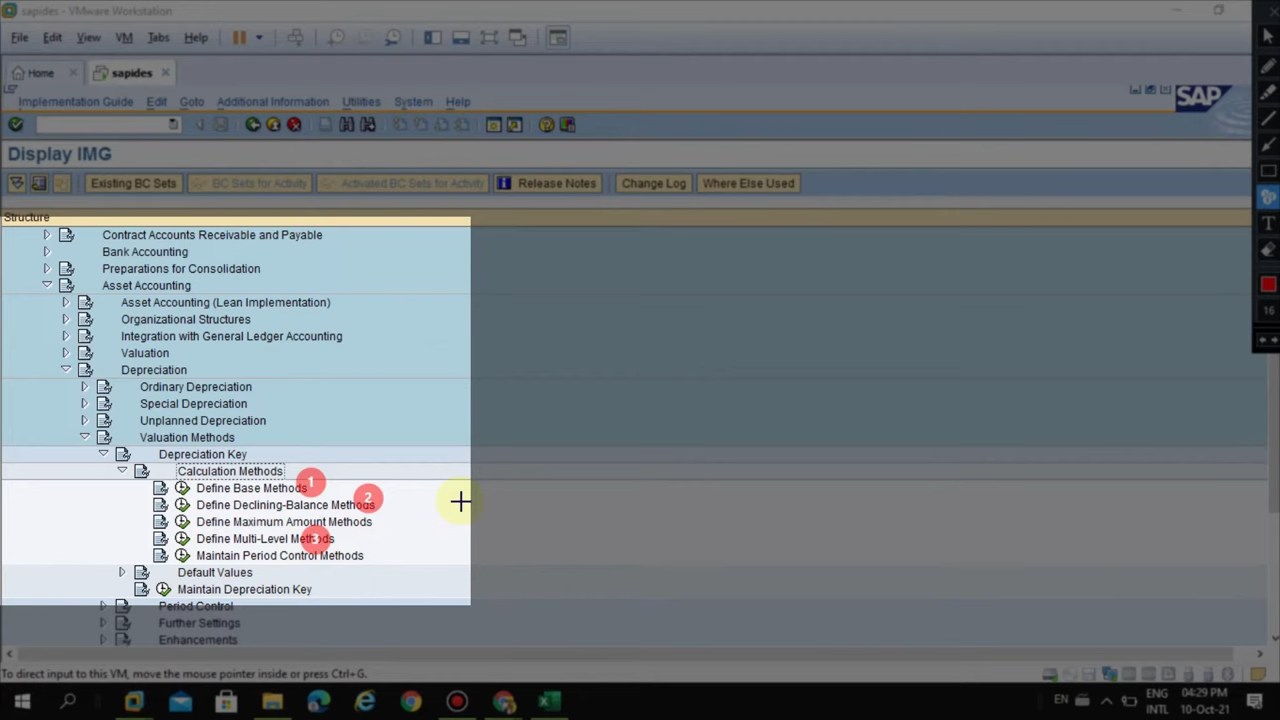 sapides - VMware Workstation
File Edit View VM Tabs Help
Home sapides
Implementation Guide Edit Goto Additional Information Utilities System Help
SAP
Display IMG
Existing BC Sets BC Sets for Activity Activated BC Sets for Activity Release Notes Change Log Where Else Used
Structure
Contract Accounts Receivable and Payable
Bank Accounting
Preparations for Consolidation
Asset Accounting
Asset Accounting (Lean Implementation)
Organizational Structures
Integration with General Ledger Accounting
Valuation
Depreciation
Ordinary Depreciation
Special Depreciation
Unplanned Depreciation
Valuation Methods
Depreciation Key
Calculation Methods
Define Base Methods 1
Define Declining-Balance Methods 2
Define Maximum Amount Methods
Define Multi-Level Methods 3
Maintain Period Control Methods
Default Values
Maintain Depreciation Key
Period Control
Further Settings
Enhancements
T
16
To direct input to this VM, move the mouse pointer inside or press Ctrl+G.
EN ENG 04:29 PM
INTL 10-Oct-21